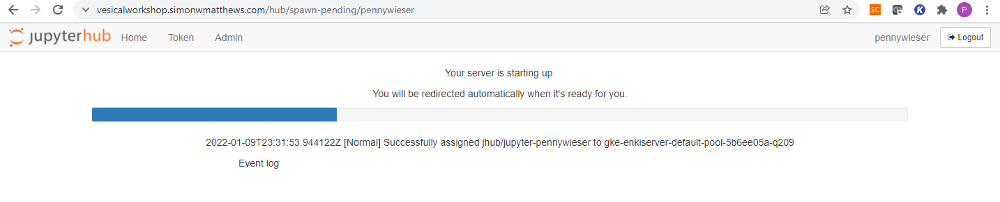 vesicalworkshop.simonwmatthews.com/hub/spawn-pending/pennywieser
SC
K
P
jupyterhub Home Token Admin pennywieser Logout
Your server is starting up.
You will be redirected automatically when it's ready for you.
2022-01-09T23:31:53.944122Z [Normal] Successfully assigned jhub/jupyter-pennywieser to gke-enkiserver-default-pool-5b6ee05a-q209
Event log